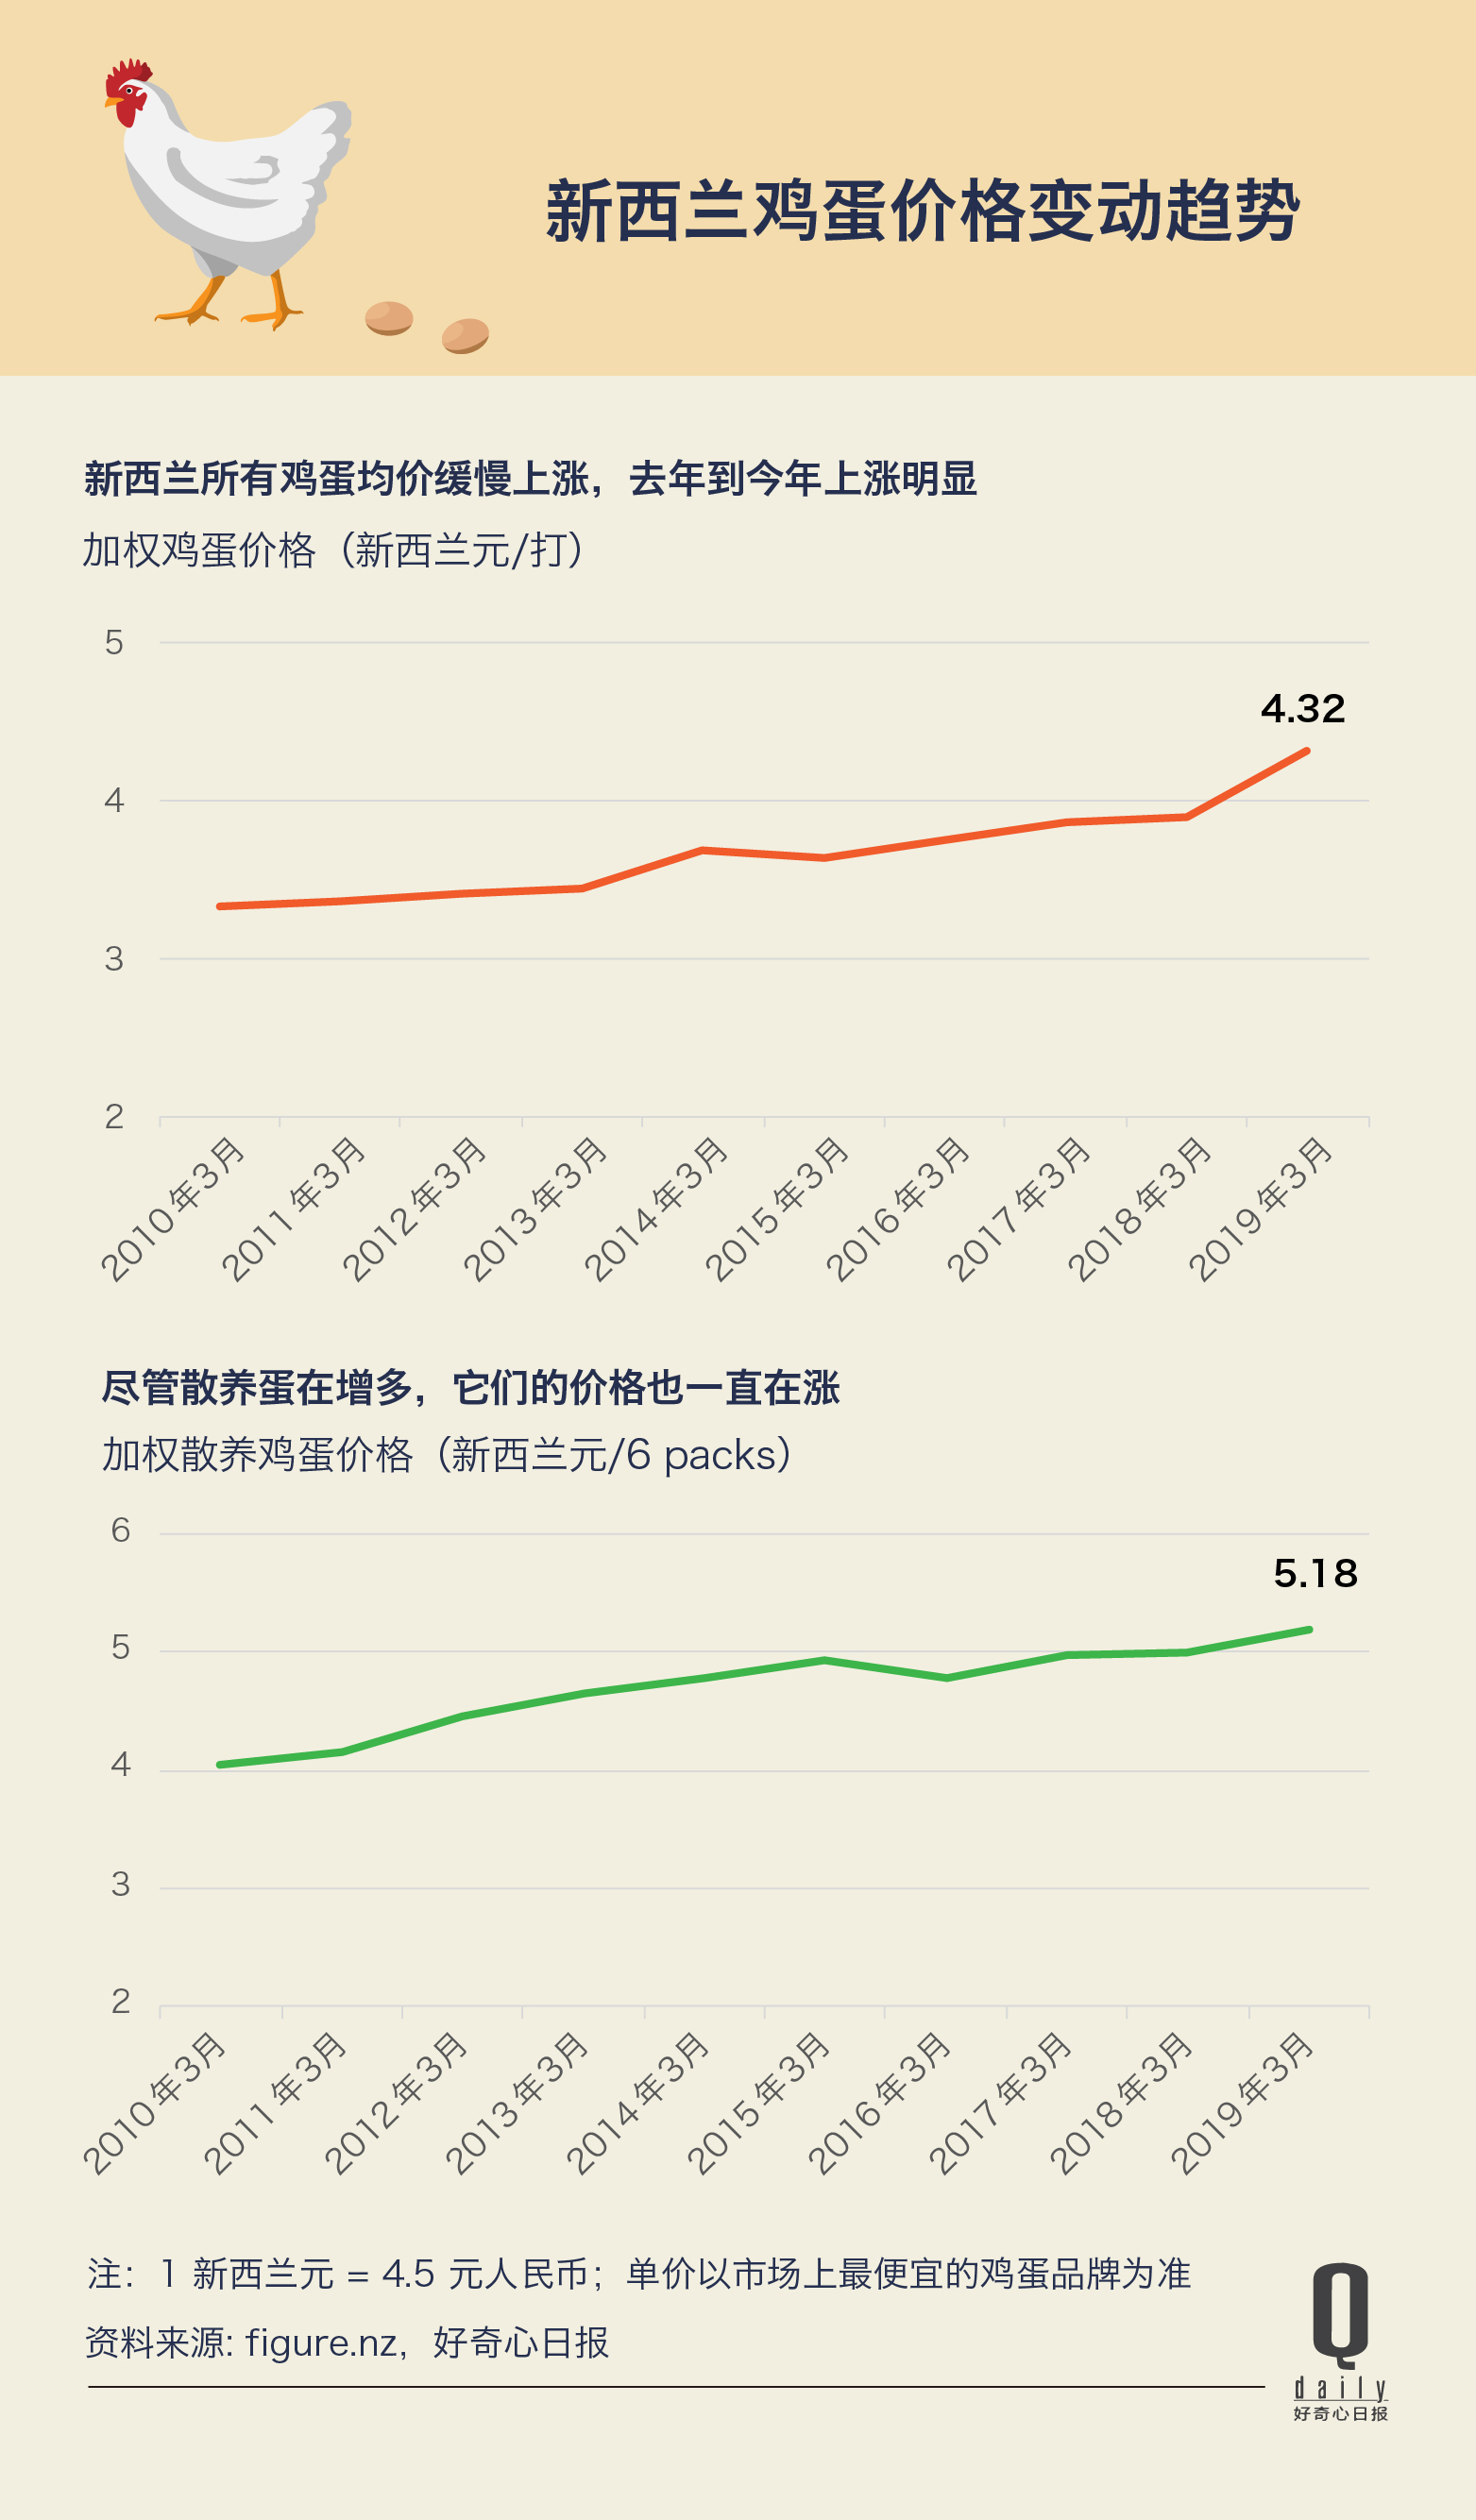 新西兰鸡蛋价格变动趋势
新西兰所有鸡蛋均价缓慢上涨，去年到今年上涨明显
加权鸡蛋价格（新西兰元/打）
5
4.32
4
3
2
2010年3月
2011年3月
2012年3月
2013年3月
2014年3月
2015年3月
2016年3月
2017年3月
2018年3月
2019年3月
尽管散养蛋在增多，它们的价格也一直在涨
加权散养鸡蛋价格（新西兰元/6 packs）
6
5.18
5
4
3
2
2010年3月
2011年3月
2012年3月
2013年3月
2014年3月
2015年3月
2016年3月
2017年3月
2018年3月
2019年3月
注：1 新西兰元 = 4.5 元人民币；单价以市场上最便宜的鸡蛋品牌为准
资料来源: figure.nz，好奇心日报
Q
daily
好奇心日报